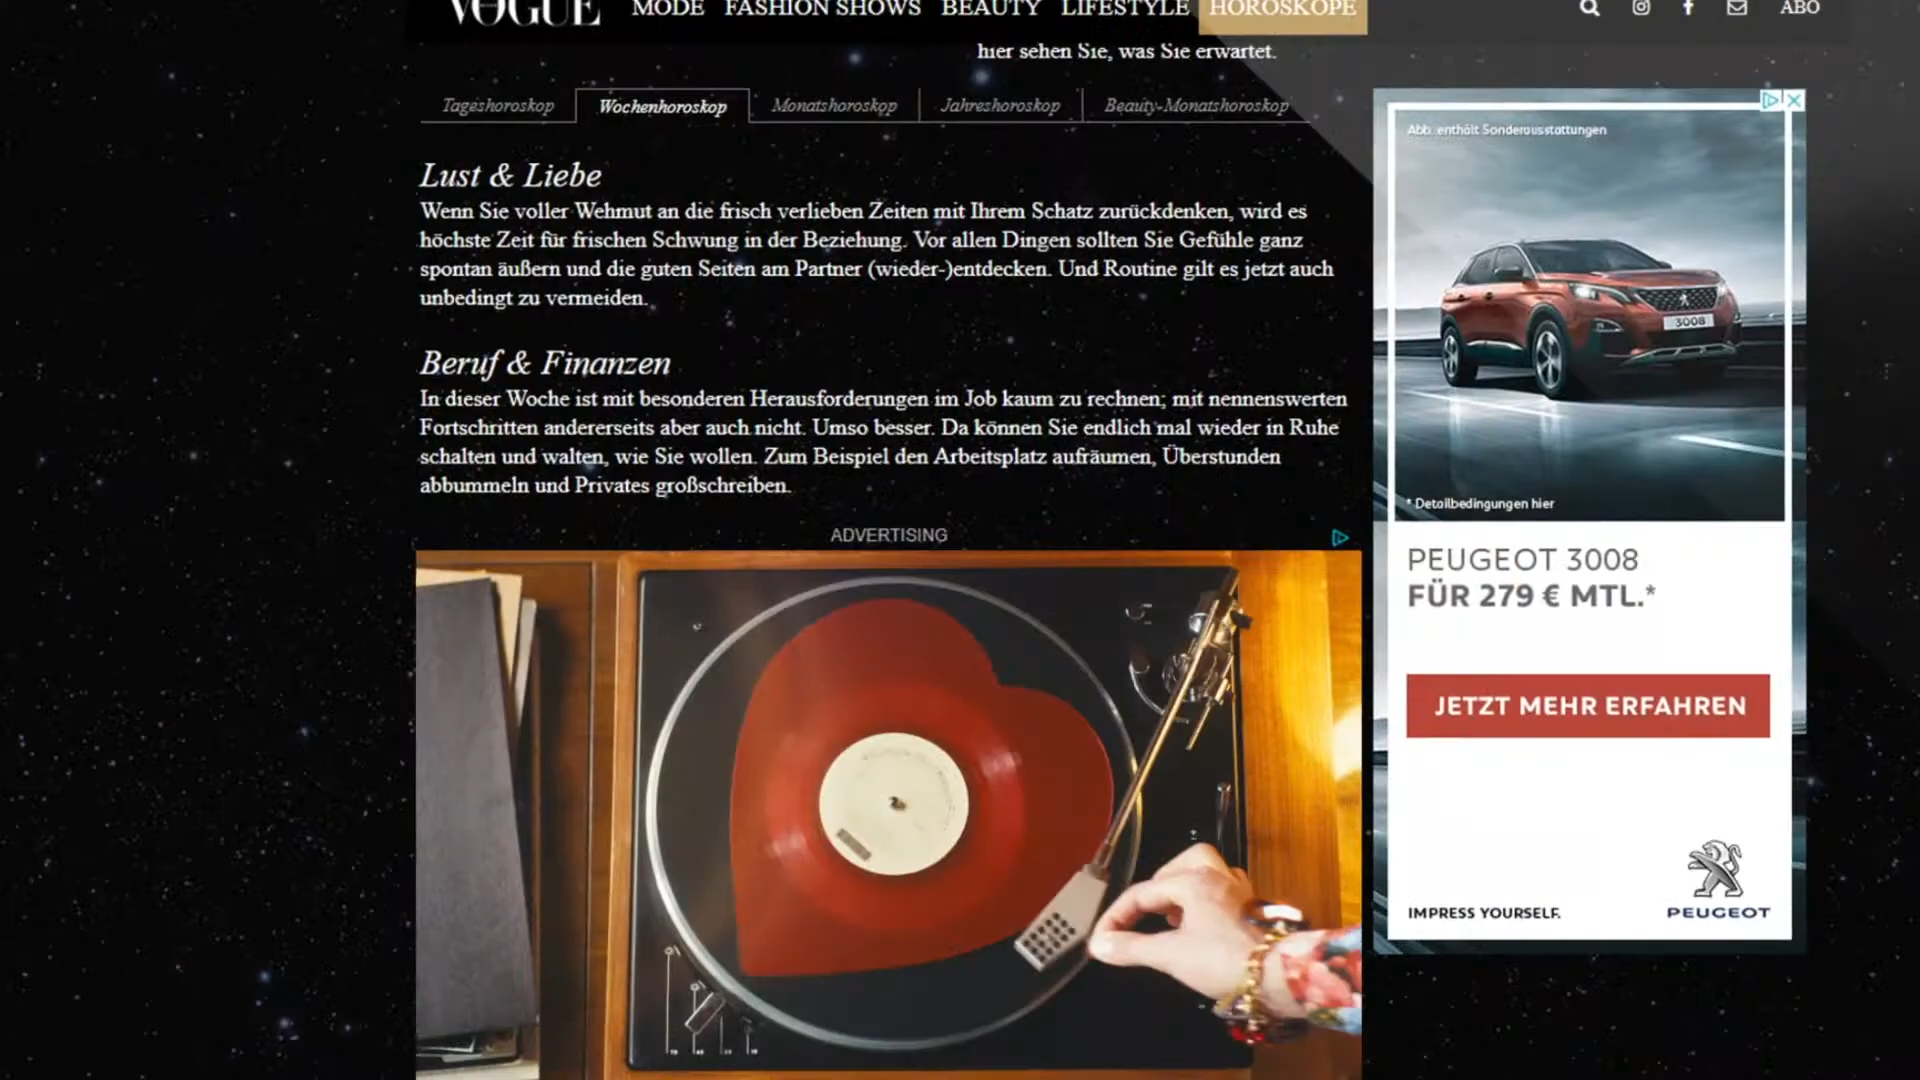 VOGUE MODE FASHION SHOWS BEAUTY LIFESTYLE HOROSKOPE ABO
hier sehen Sie, was Sie erwartet.
Tageshoroskop Wochenhoroskop Monatshoroskop Jahreshoroskop Beauty-Monatshoroskop
Lust & Liebe
Wenn Sie voller Wehmut an die frisch verlieben Zeiten mit Ihrem Schatz zurückdenken, wird es
höchste Zeit für frischen Schwung in der Beziehung. Vor allen Dingen sollten Sie Gefühle ganz
spontan äußern und die guten Seiten am Partner (wieder-)entdecken. Und Routine gilt es jetzt auch
unbedingt zu vermeiden.
Beruf & Finanzen
In dieser Woche ist mit besonderen Herausforderungen im Job kaum zu rechnen; mit nennenswerten
Fortschritten andererseits aber auch nicht. Umso besser. Da können Sie endlich mal wieder in Ruhe
schalten und walten, wie Sie wollen. Zum Beispiel den Arbeitsplatz aufräumen, Überstunden
abbummeln und Privates großschreiben.
ADVERTISING
Abb. enthält Sonderausstattungen
3008
* Detailbedingungen hier
PEUGEOT 3008
FÜR 279 € MTL.*
JETZT MEHR ERFAHREN
IMPRESS YOURSELF.
PEUGEOT